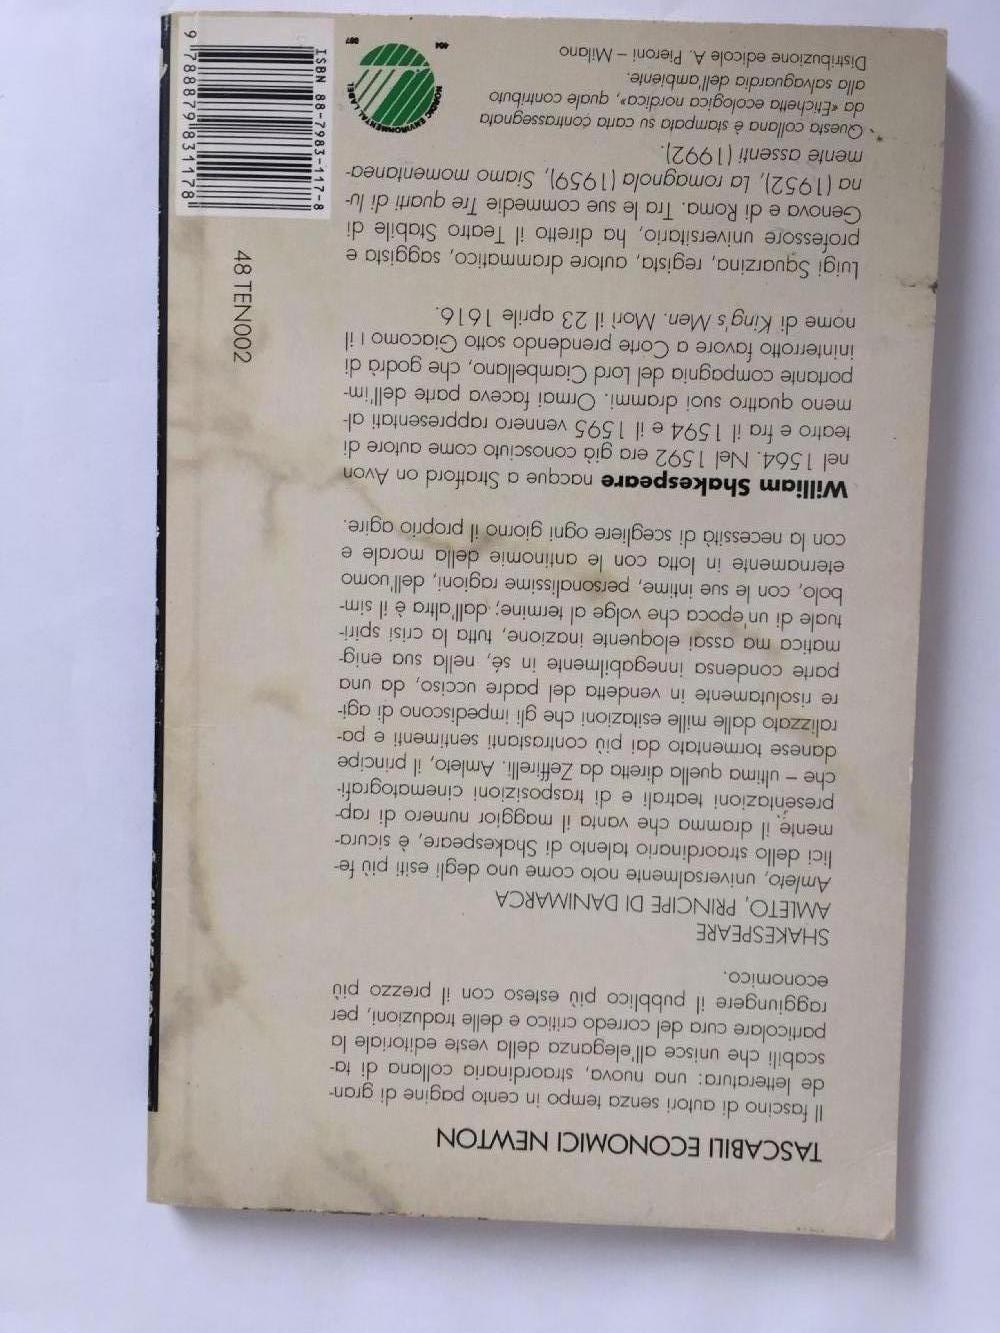 TASCABILI ECONOMICI NEWTON
Il fascino di autori senza tempo in cento pagine di gran-
de letteratura: una nuova, straordinaria collana di ta-
scabili che unisce all'eleganza della veste editoriale la
particolare cura del corredo critico e delle traduzioni, per
raggiungere il pubblico più esteso con il prezzo più
economico.
SHAKESPEARE
AMLETO, PRINCIPE DI DANIMARCA
Amleto, universalmente noto come uno degli esiti più fe-
lici dello straordinario talento di Shakespeare, è sicura-
mente il dramma che vanta il maggior numero di rap-
presentazioni teatrali e di trasposizioni cinematografi-
che – ultima quella diretta da Zeffirelli. Amleto, il principe
danese tormentato dai più contrastanti sentimenti e pa-
ralizzato dalle mille esitazioni che gli impediscono di agi-
re risolutamente in vendetta del padre ucciso, da una
parte condensa innegabilmente in sé, nella sua enig-
matica ma assai eloquente inazione, tutta la crisi spiri-
tuale di un'epoca che volge al termine; dall'altra è il sim-
bolo, con le sue intime, personalissime ragioni, dell'uomo
eternamente in lotta con le antinomie della morale e
con la necessità di scegliere ogni giorno il proprio agire.
William Shakespeare nacque a Stratford on Avon
nel 1564. Nel 1592 era già conosciuto come autore di
teatro e fra il 1594 e il 1595 vennero rappresentati al-
meno quattro suoi drammi. Ormai faceva parte dell'im-
portante compagnia del Lord Ciambellano, che godrà di
ininterrotto favore a Corte prendendo sotto Giacomo I il
nome di King's Men. Morì il 23 aprile 1616.
Luigi Squarzina, regista, autore drammatico, saggista e
professore universitario, ha diretto il Teatro Stabile di
Genova e di Roma. Tra le sue commedie Tre quarti di lu-
na (1952), La romagnola (1959), Siamo momentanea-
mente assenti (1992).
Questa collana è stampata su carta contrassegnata
da «Etichetta ecologica nordica», quale contributo
alla salvaguardia dell'ambiente.
Distribuzione edicole A. Pieroni – Milano
NORDIC ENVIRONMENTAL LABEL
404 087
48 TEN002
ISBN 88-7983-117-8
9 788879 831178